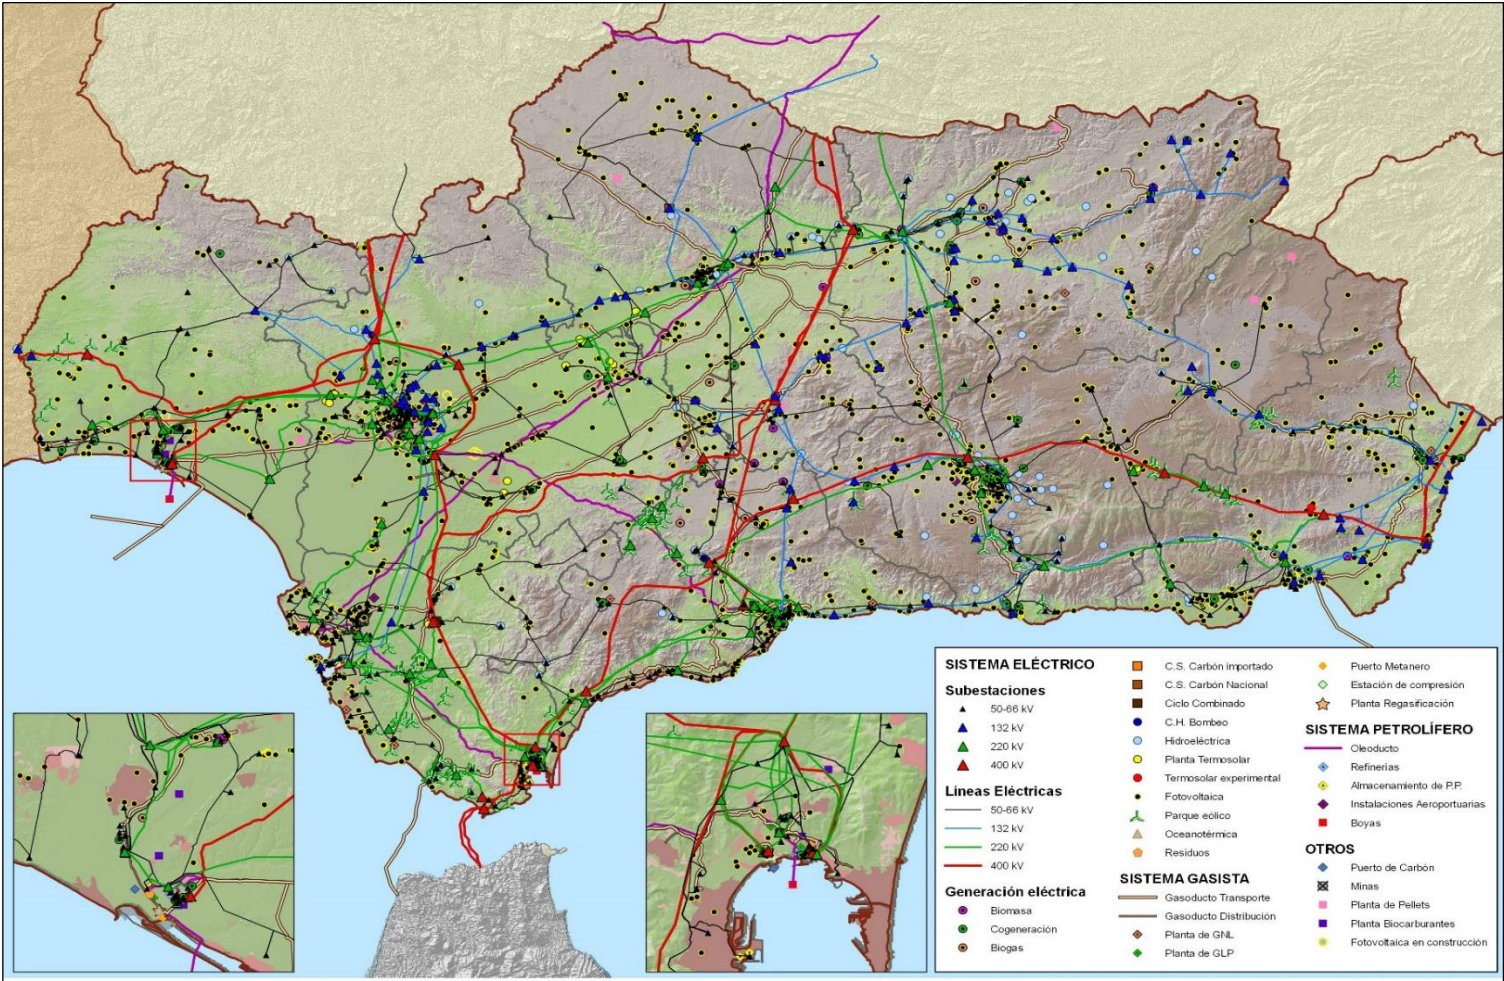 SISTEMA ELÉCTRICO
Subestaciones
50-66 kV
132 kV
220 kV
400 kV
Lineas Eléctricas
50-66 kV
132 kV
220 kV
400 kV
Generación eléctrica
Biomasa
Cogeneración
Biogas
C.S. Carbón importado
C.S. Carbón Nacional
Ciclo Combinado
C.H. Bombeo
Hidroeléctrica
Planta Termosolar
Termosolar experimental
Fotovoltaica
Parque eólico
Oceanotérmica
Residuos
SISTEMA GASISTA
Gasoducto Transporte
Gasoducto Distribución
Planta de GNL
Planta de GLP
Puerto Metanero
Estación de compresión
Planta Regasificación
SISTEMA PETROLÍFERO
Oleoducto
Refinerías
Almacenamiento de P.P.
Instalaciones Aeroportuarias
Boyas
OTROS
Puerto de Carbón
Minas
Planta de Pellets
Planta Biocarburantes
Fotovoltaica en construcción